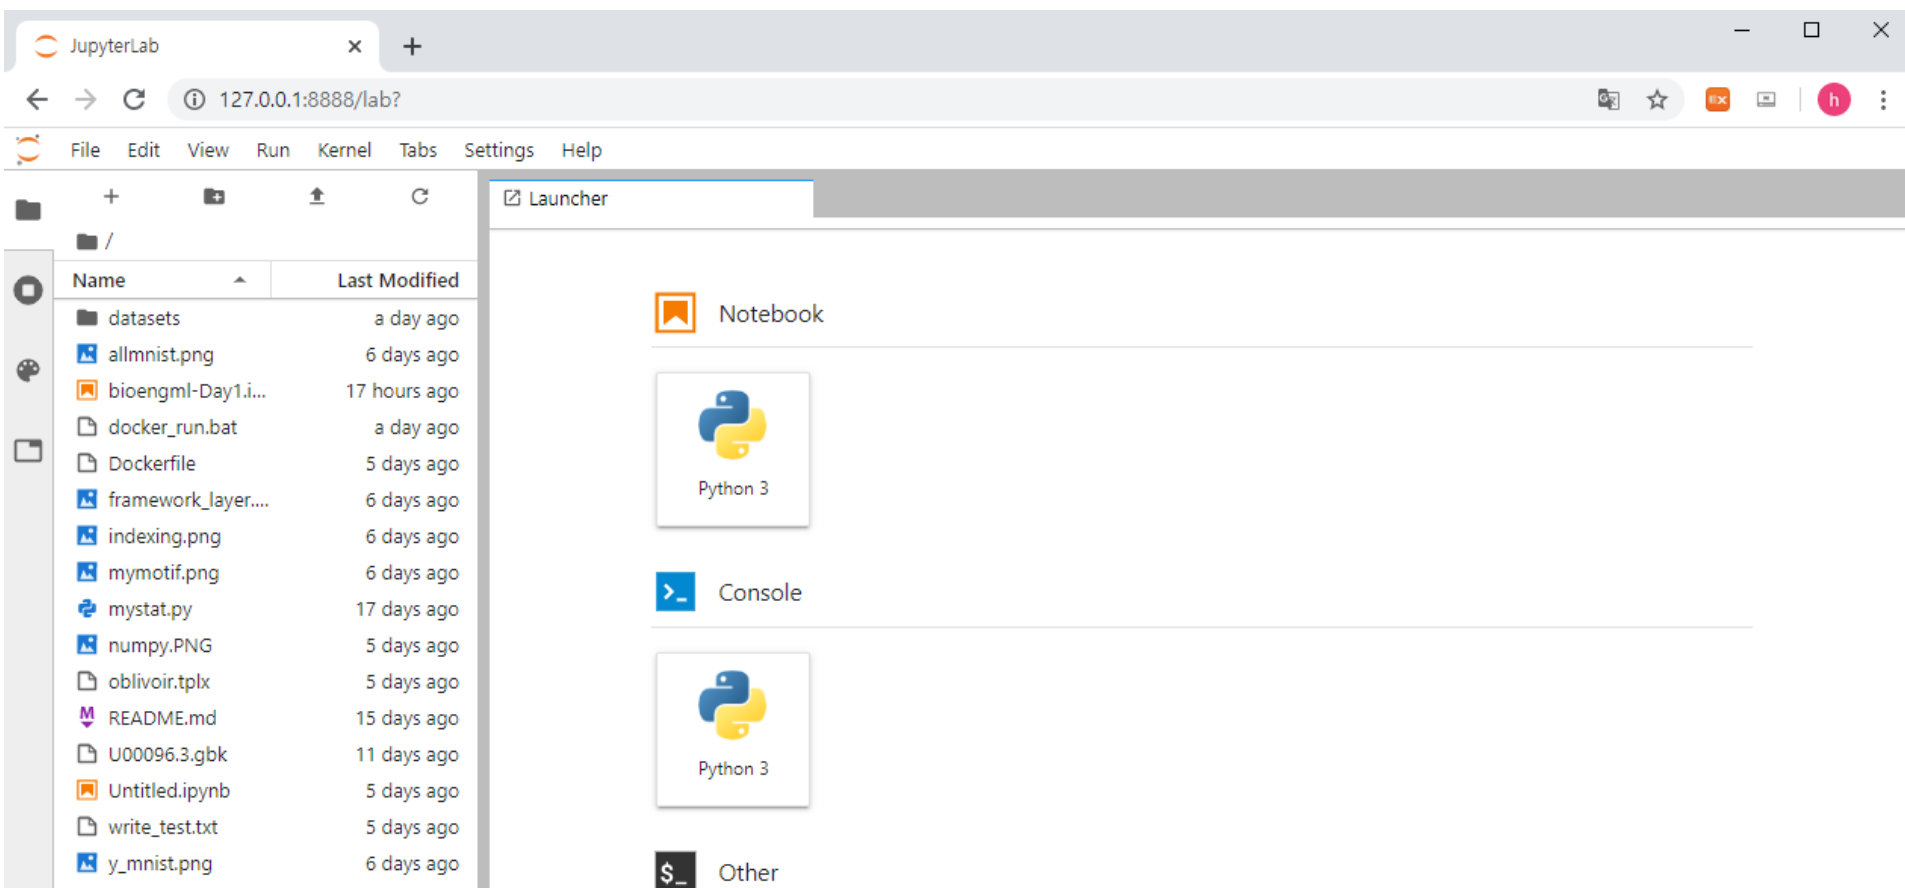 JupyterLab
127.0.0.1:8888/lab?
EX
h
File Edit View Run Kernel Tabs Settings Help
Launcher
/
Name Last Modified
datasets a day ago
allmnist.png 6 days ago
bioengml-Day1.i... 17 hours ago
docker_run.bat a day ago
Dockerfile 5 days ago
framework_layer.... 6 days ago
indexing.png 6 days ago
mymotif.png 6 days ago
mystat.py 17 days ago
numpy.PNG 5 days ago
oblivoir.tplx 5 days ago
M README.md 15 days ago
U00096.3.gbk 11 days ago
Untitled.ipynb 5 days ago
write_test.txt 5 days ago
y_mnist.png 6 days ago
Notebook
Python 3
>_ Console
Python 3
$_ Other